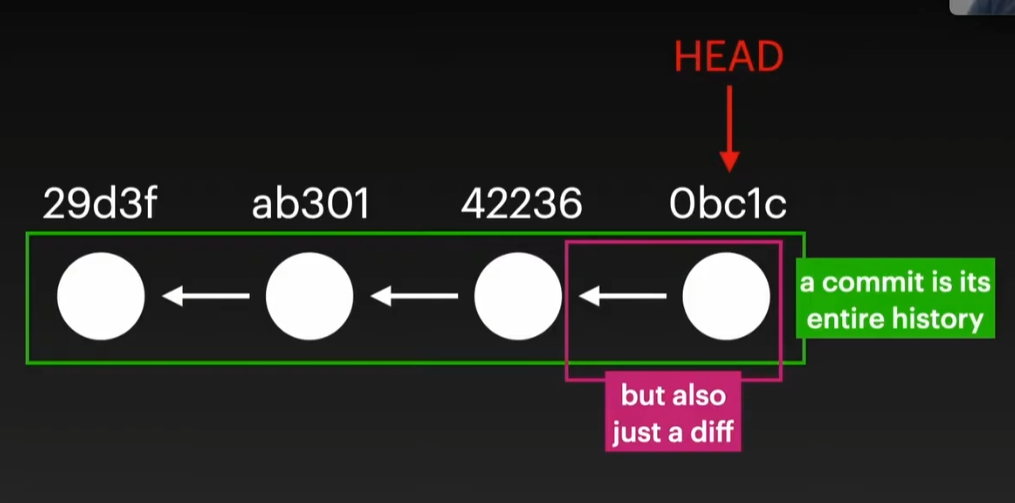 HEAD
29d3f ab301 42236 0bc1c
a commit is its
entire history
but also
just a diff